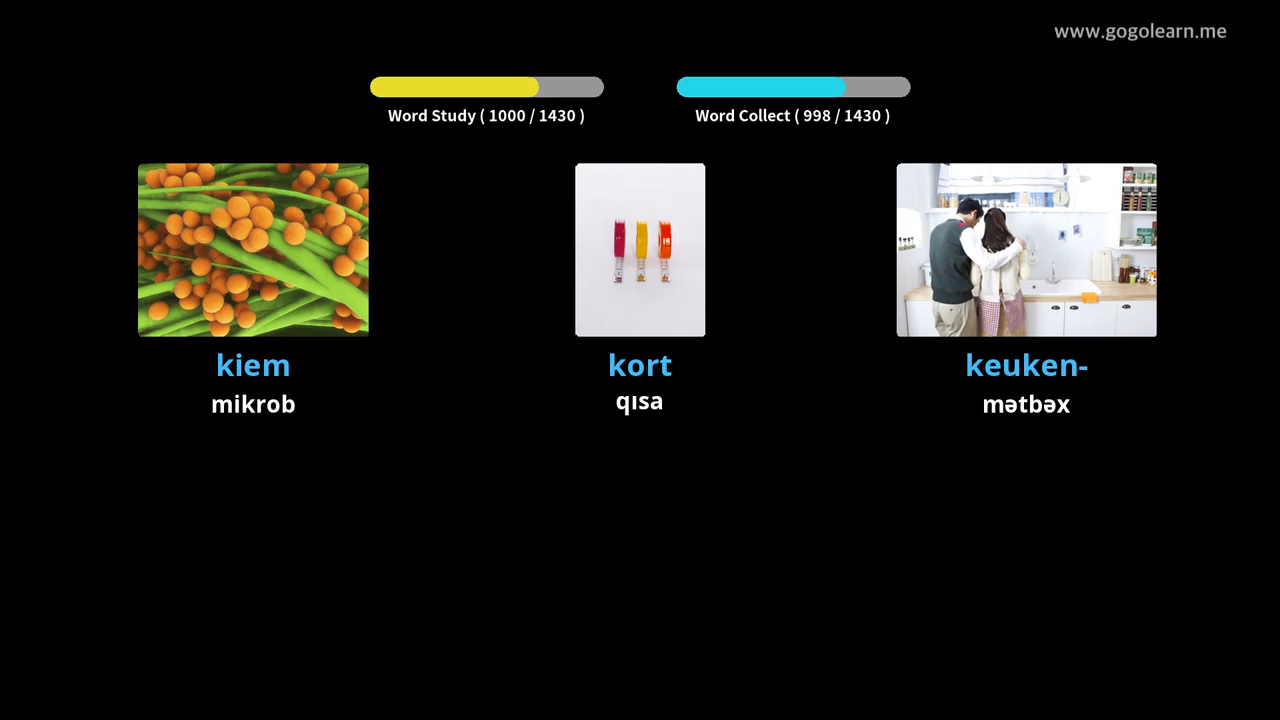 www.gogolearn.me
Word Study ( 1000 / 1430 )
Word Collect ( 998 / 1430 )
kiem
kort
keuken-
mikrob
qısa
mətbəx